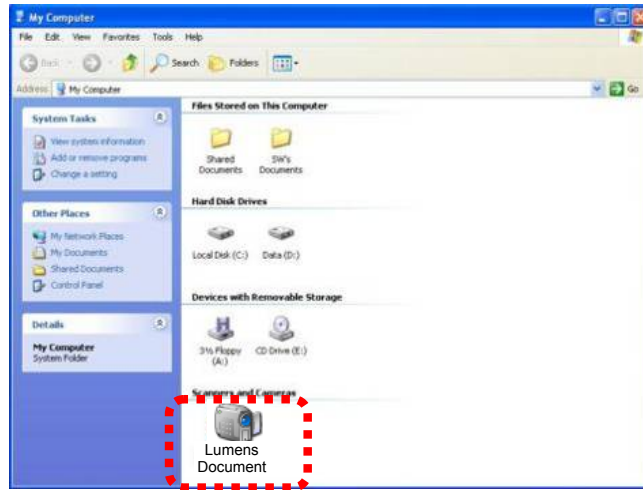 My Computer
File Edit View Favorites Tools Help
Back Search Folders
Address My Computer Go
System Tasks
View system information
Add or remove programs
Change a setting
Other Places
My Network Places
My Documents
Shared Documents
Control Panel
Details
My Computer
System Folder
Files Stored on This Computer
Shared Documents
SW's Documents
Hard Disk Drives
Local Disk (C:) Data (D:)
Devices with Removable Storage
3½ Floppy (A:)
CD Drive (E:)
Scanners and Cameras
Lumens
Document